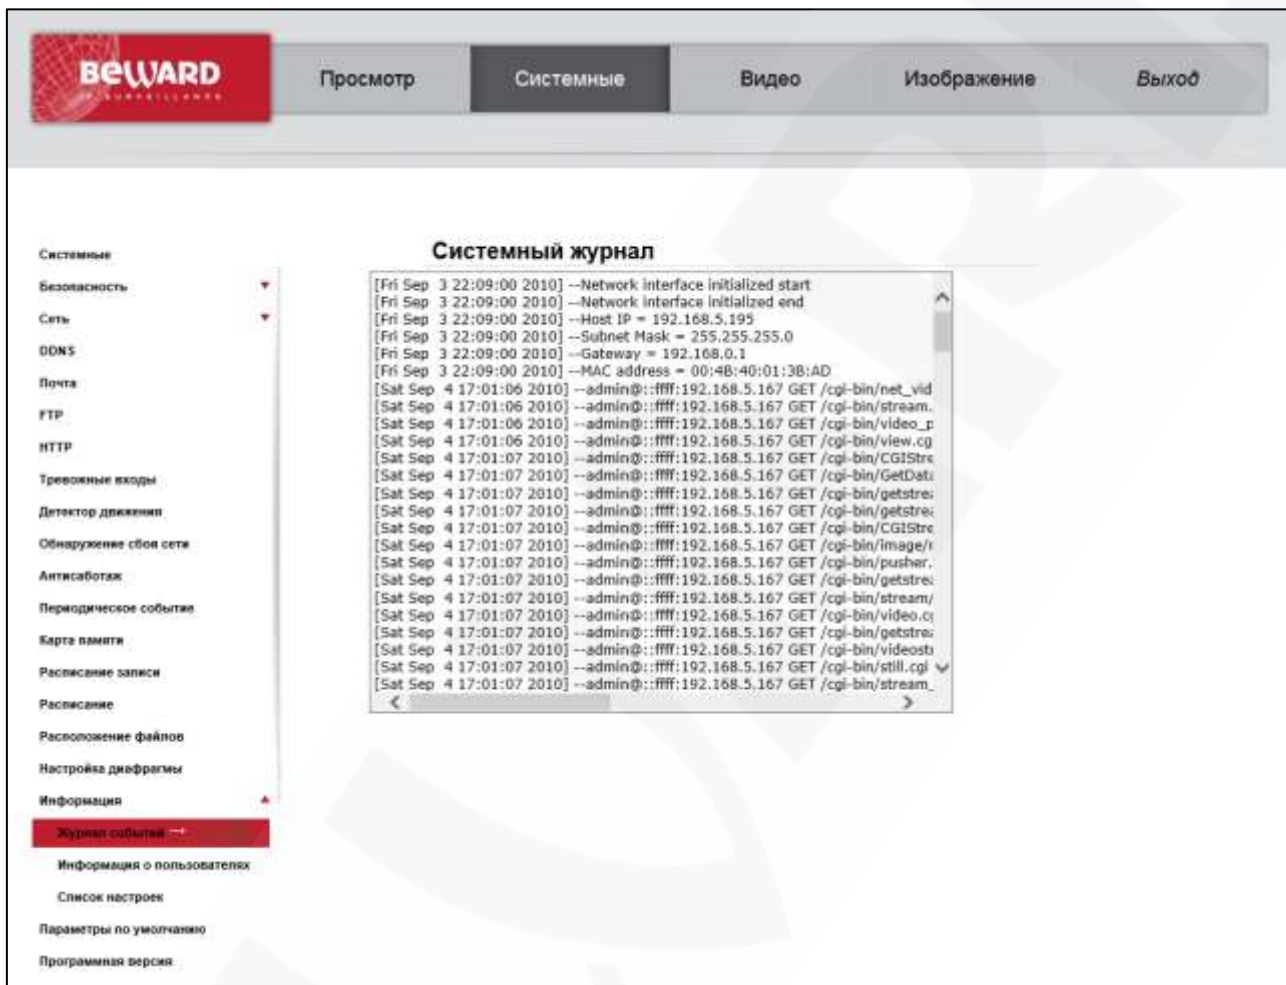 BEWARD
IP SURVEILLANCE
Просмотр
Системные
Видео
Изображение
Выход
Системные
Безопасность
Сеть
DDNS
Почта
FTP
HTTP
Тревожные входы
Детектор движения
Обнаружение сбоя сети
Антисаботаж
Периодическое событие
Карта памяти
Расписание записи
Расписание
Расположение файлов
Настройка диафрагмы
Информация
Журнал событий
Информация о пользователях
Список настроек
Параметры по умолчанию
Программная версия
Системный журнал
[Fri Sep 3 22:09:00 2010] --Network interface initialized start
[Fri Sep 3 22:09:00 2010] --Network interface initialized end
[Fri Sep 3 22:09:00 2010] --Host IP = 192.168.5.195
[Fri Sep 3 22:09:00 2010] --Subnet Mask = 255.255.255.0
[Fri Sep 3 22:09:00 2010] --Gateway = 192.168.0.1
[Fri Sep 3 22:09:00 2010] --MAC address = 00:4B:40:01:3B:AD
[Sat Sep 4 17:01:06 2010] --admin@::ffff:192.168.5.167 GET /cgi-bin/net_vid
[Sat Sep 4 17:01:06 2010] --admin@::ffff:192.168.5.167 GET /cgi-bin/stream.
[Sat Sep 4 17:01:06 2010] --admin@::ffff:192.168.5.167 GET /cgi-bin/video_p
[Sat Sep 4 17:01:06 2010] --admin@::ffff:192.168.5.167 GET /cgi-bin/view.cg
[Sat Sep 4 17:01:07 2010] --admin@::ffff:192.168.5.167 GET /cgi-bin/CGIStre
[Sat Sep 4 17:01:07 2010] --admin@::ffff:192.168.5.167 GET /cgi-bin/GetData
[Sat Sep 4 17:01:07 2010] --admin@::ffff:192.168.5.167 GET /cgi-bin/getstrea
[Sat Sep 4 17:01:07 2010] --admin@::ffff:192.168.5.167 GET /cgi-bin/getstrea
[Sat Sep 4 17:01:07 2010] --admin@::ffff:192.168.5.167 GET /cgi-bin/CGIStre
[Sat Sep 4 17:01:07 2010] --admin@::ffff:192.168.5.167 GET /cgi-bin/image/r
[Sat Sep 4 17:01:07 2010] --admin@::ffff:192.168.5.167 GET /cgi-bin/pusher.
[Sat Sep 4 17:01:07 2010] --admin@::ffff:192.168.5.167 GET /cgi-bin/getstrea
[Sat Sep 4 17:01:07 2010] --admin@::ffff:192.168.5.167 GET /cgi-bin/stream/
[Sat Sep 4 17:01:07 2010] --admin@::ffff:192.168.5.167 GET /cgi-bin/video.cg
[Sat Sep 4 17:01:07 2010] --admin@::ffff:192.168.5.167 GET /cgi-bin/getstrea
[Sat Sep 4 17:01:07 2010] --admin@::ffff:192.168.5.167 GET /cgi-bin/videostr
[Sat Sep 4 17:01:07 2010] --admin@::ffff:192.168.5.167 GET /cgi-bin/still.cgi
[Sat Sep 4 17:01:07 2010] --admin@::ffff:192.168.5.167 GET /cgi-bin/stream_